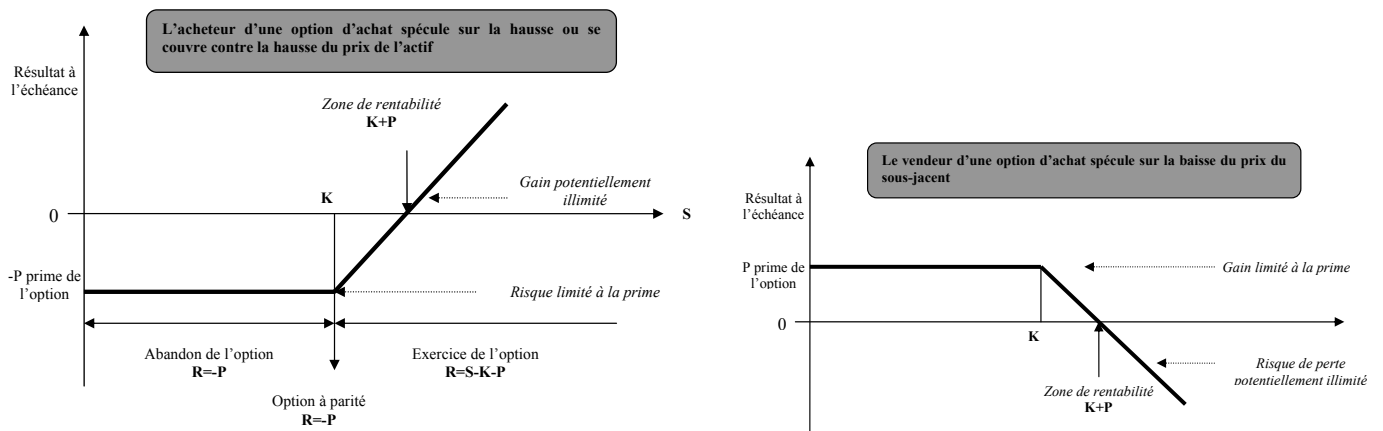 L'acheteur d'une option d'achat spécule sur la hausse ou se
couvre contre la hausse du prix de l'actif
Résultat à
l'échéance
Zone de rentabilité
K+P
Gain potentiellement
illimité
K
0
S
-P prime de
l'option
Risque limité à la prime
Abandon de l'option
R=-P
Exercice de l'option
R=S-K-P
Option à parité
R=-P
Le vendeur d'une option d'achat spécule sur la baisse du prix du
sous-jacent
Résultat à
l'échéance
P prime de
l'option
Gain limité à la prime
0
K
Risque de perte
potentiellement illimité
Zone de rentabilité
K+P